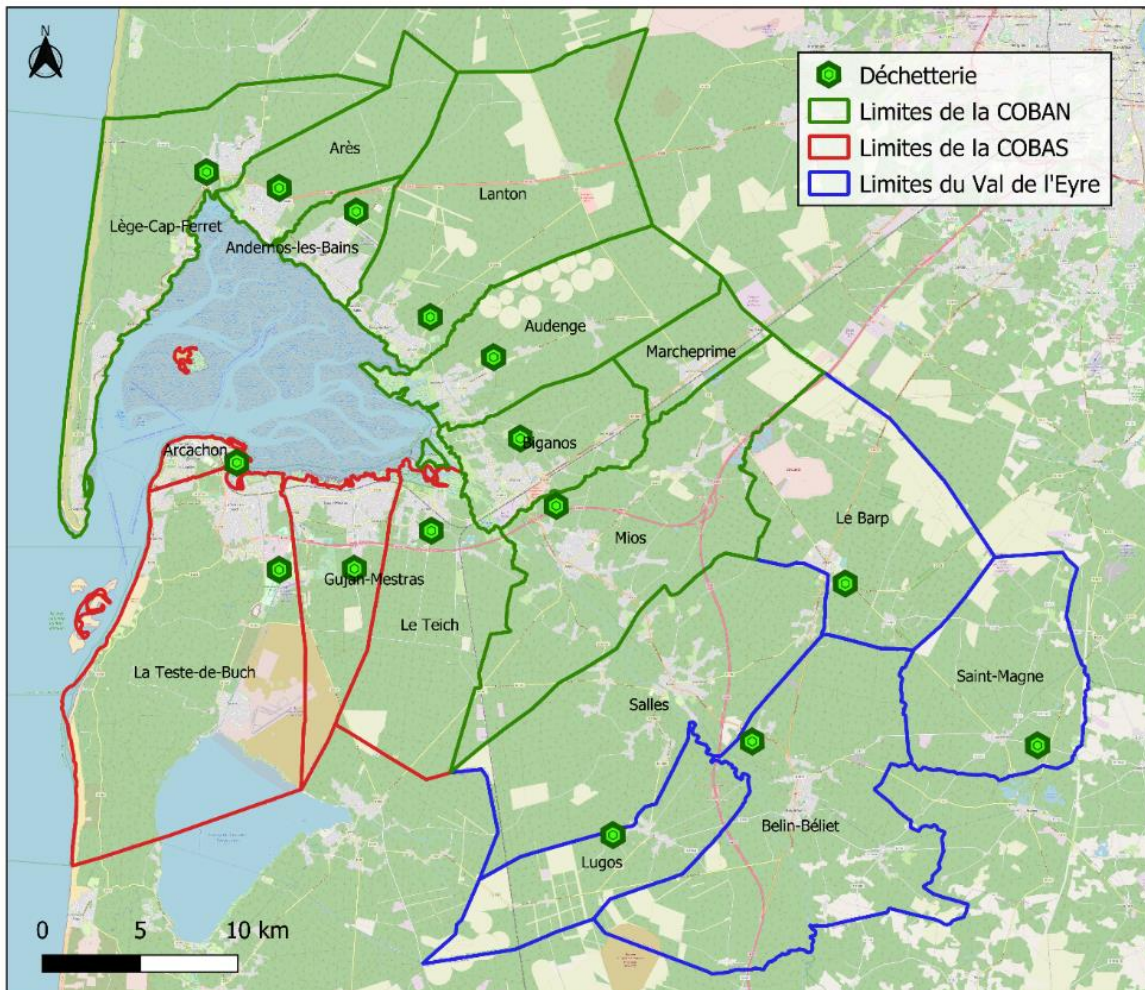 N
Déchetterie
Limites de la COBAN
Limites de la COBAS
Limites du Val de l'Eyre
Arès
Lanton
Lège-Cap-Ferret
Andernos-les-Bains
Audenge
Marcheprime
Biganos
Arcachon
Le Barp
Mios
Gujan-Mestras
Le Teich
La Teste-de-Buch
Saint-Magne
Salles
Belin-Béliet
Lugos
0 5 10 km